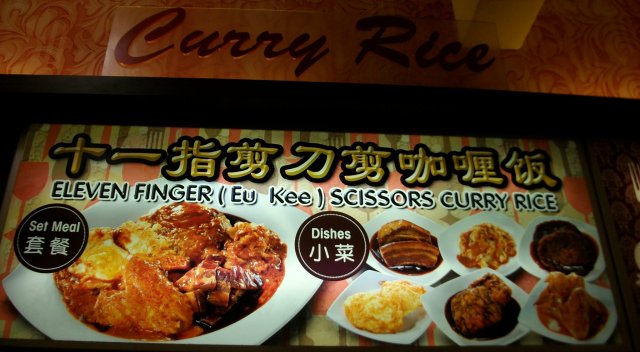 Curry Rice
十一指剪刀剪咖喱饭
ELEVEN FINGER ( Eu Kee ) SCISSORS CURRY RICE
Set Meal
套餐
Dishes
小菜